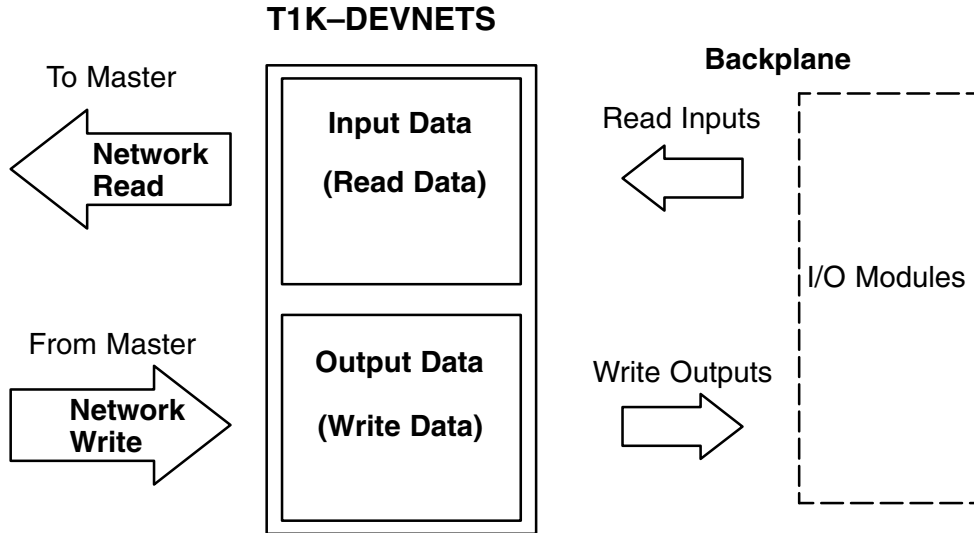 T1K–DEVNETS
Backplane
To Master
Network
Read
Input Data
(Read Data)
Read Inputs
I/O Modules
From Master
Network
Write
Output Data
(Write Data)
Write Outputs